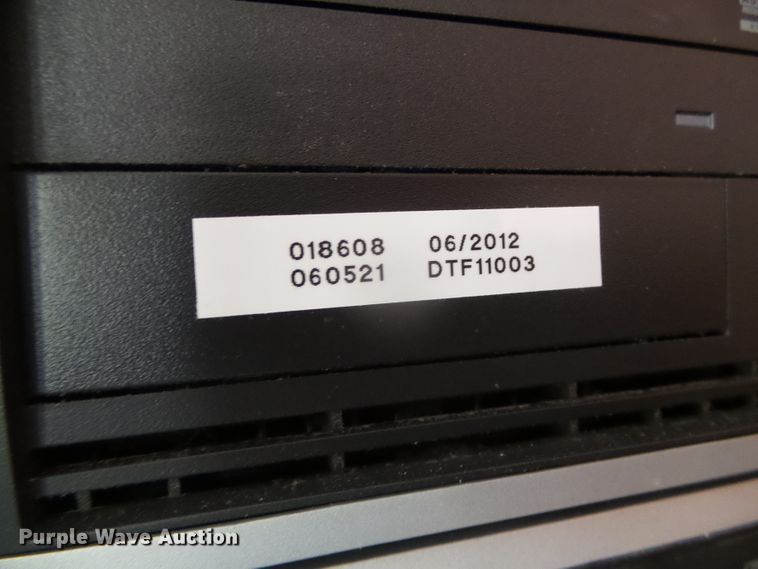 018608 06/2012
060521 DTF11003
Purple Wave Auction